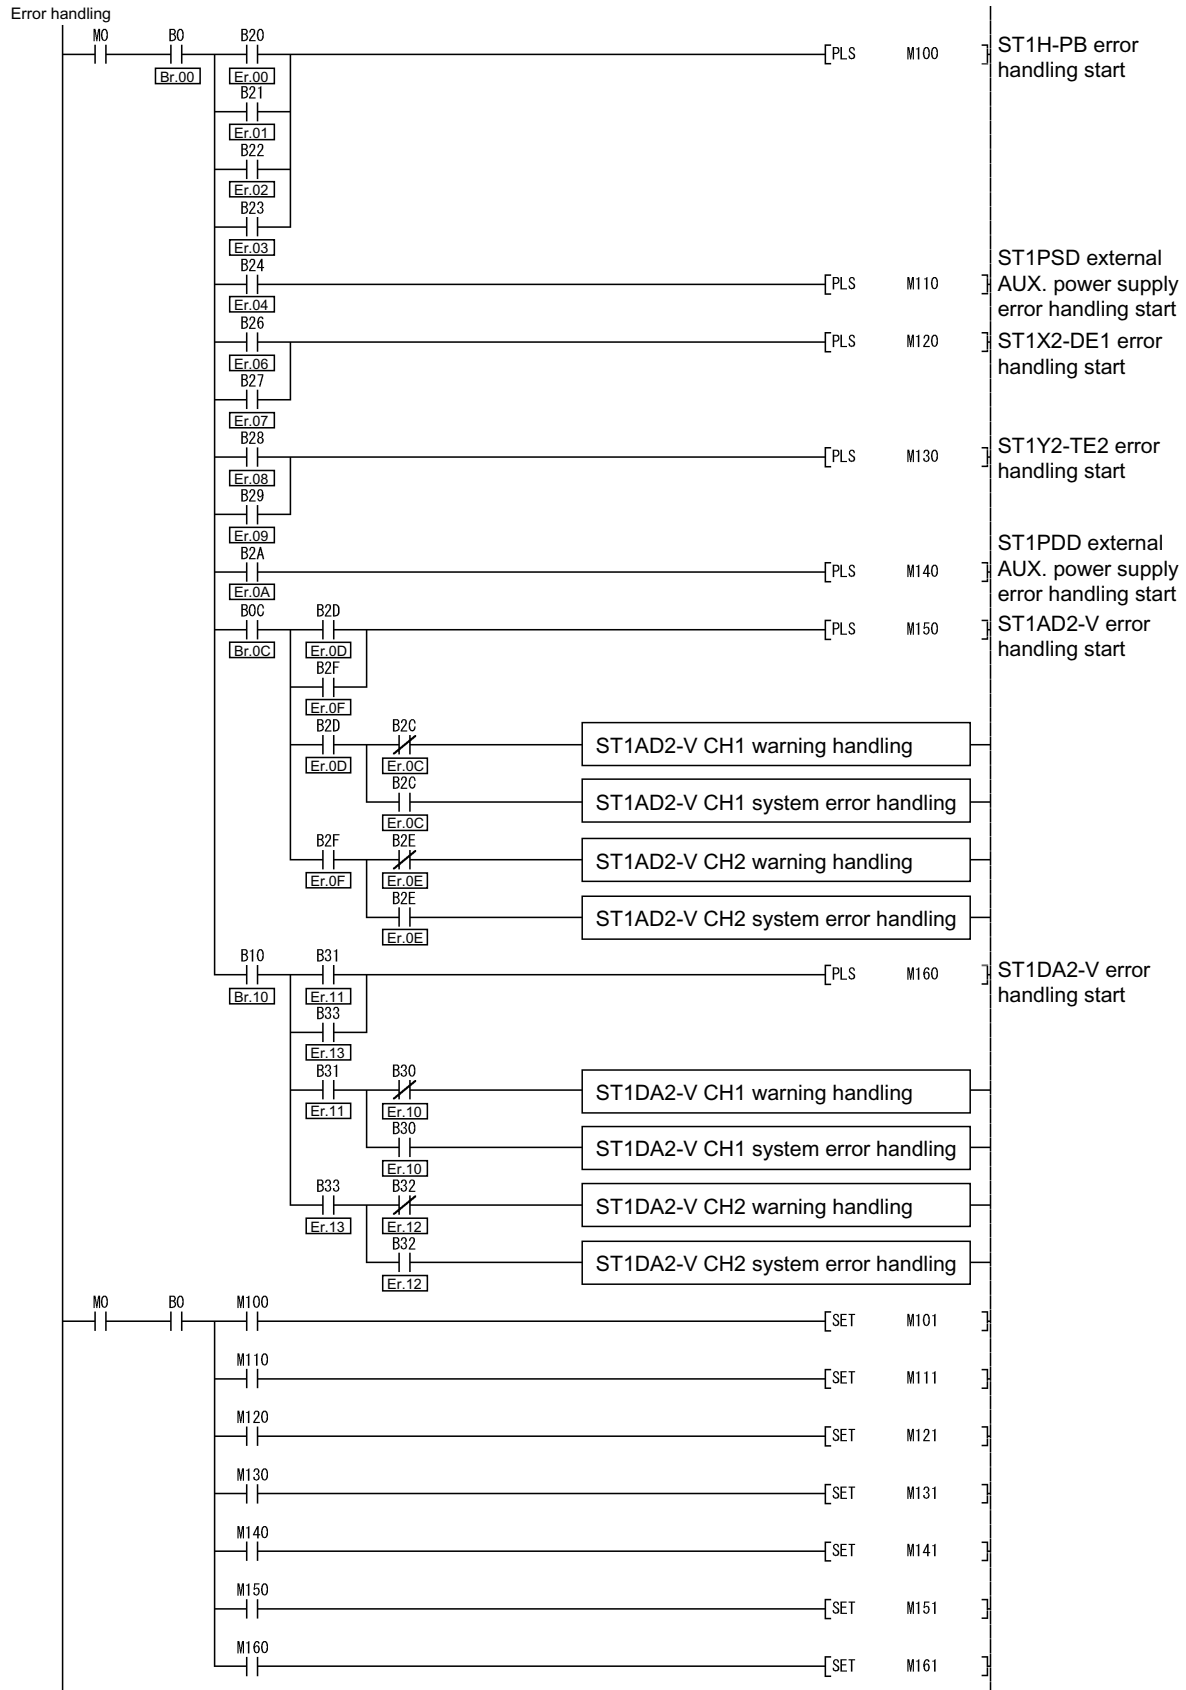 Error handling
M0 B0 B20 [PLS M100 ] ST1H-PB error
Br.00 Er.00 handling start
B21
Er.01
B22
Er.02
B23
Er.03
B24 [PLS M110 ] ST1PSD external
Er.04 AUX. power supply
error handling start
B26 [PLS M120 ] ST1X2-DE1 error
Er.06 handling start
B27
Er.07
B28 [PLS M130 ] ST1Y2-TE2 error
Er.08 handling start
B29
Er.09
B2A [PLS M140 ] ST1PDD external
Er.0A AUX. power supply
error handling start
B0C B2D [PLS M150 ] ST1AD2-V error
Br.0C Er.0D handling start
B2F
Er.0F
B2D B2C ST1AD2-V CH1 warning handling
Er.0D Er.0C
B2C ST1AD2-V CH1 system error handling
Er.0C
B2F B2E ST1AD2-V CH2 warning handling
Er.0F Er.0E
B2E ST1AD2-V CH2 system error handling
Er.0E
B10 B31 [PLS M160 ] ST1DA2-V error
Br.10 Er.11 handling start
B33
Er.13
B31 B30 ST1DA2-V CH1 warning handling
Er.11 Er.10
B30 ST1DA2-V CH1 system error handling
Er.10
B33 B32 ST1DA2-V CH2 warning handling
Er.13 Er.12
B32 ST1DA2-V CH2 system error handling
Er.12
M0 B0 M100 [SET M101 ]
M110 [SET M111 ]
M120 [SET M121 ]
M130 [SET M131 ]
M140 [SET M141 ]
M150 [SET M151 ]
M160 [SET M161 ]